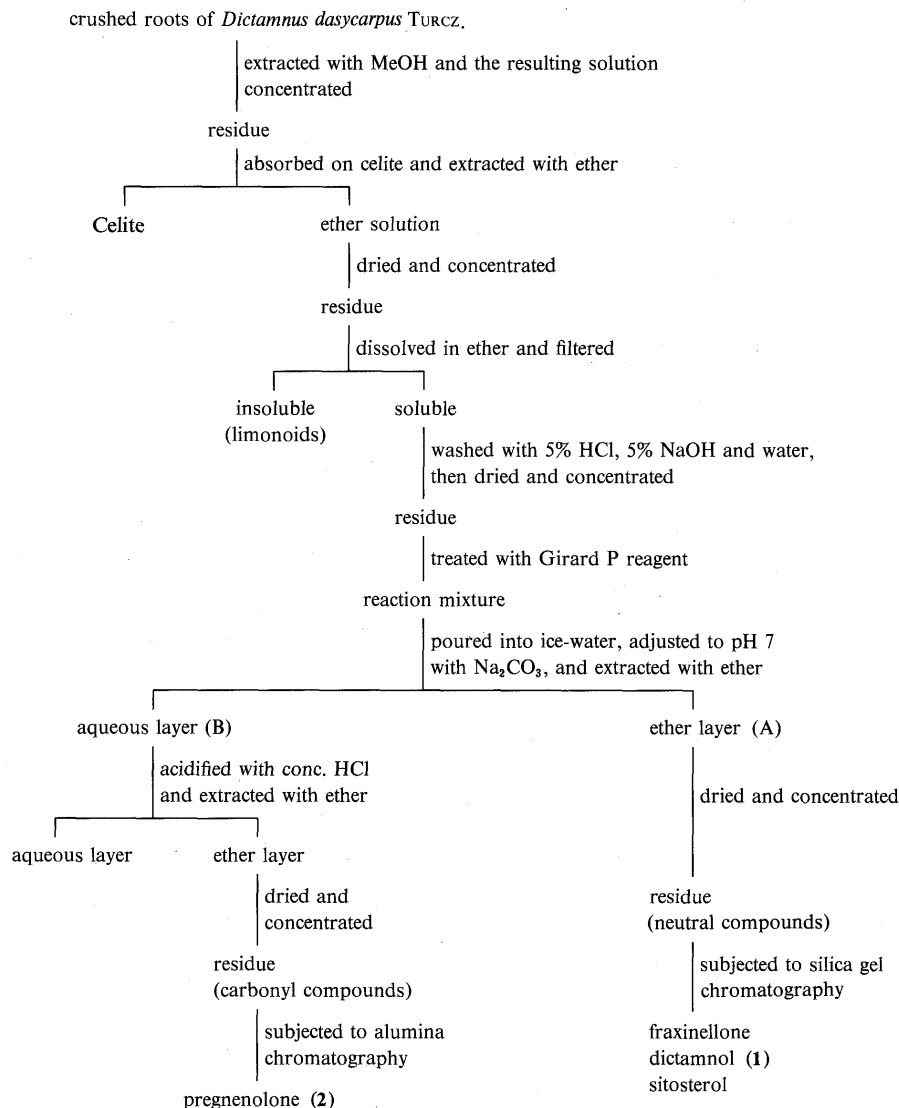 crushed roots of Dictamnus dasycarpus TURCZ.
extracted with MeOH and the resulting solution
concentrated
residue
absorbed on celite and extracted with ether
Celite
ether solution
dried and concentrated
residue
dissolved in ether and filtered
insoluble
(limonoids)
soluble
washed with 5% HCl, 5% NaOH and water,
then dried and concentrated
residue
treated with Girard P reagent
reaction mixture
poured into ice-water, adjusted to pH 7
with Na₂CO₃, and extracted with ether
aqueous layer (B)
acidified with conc. HCl
and extracted with ether
aqueous layer
ether layer
dried and
concentrated
residue
(carbonyl compounds)
subjected to alumina
chromatography
pregnenolone (2)
ether layer (A)
dried and concentrated
residue
(neutral compounds)
subjected to silica gel
chromatography
fraxinellone
dictamnol (1)
sitosterol